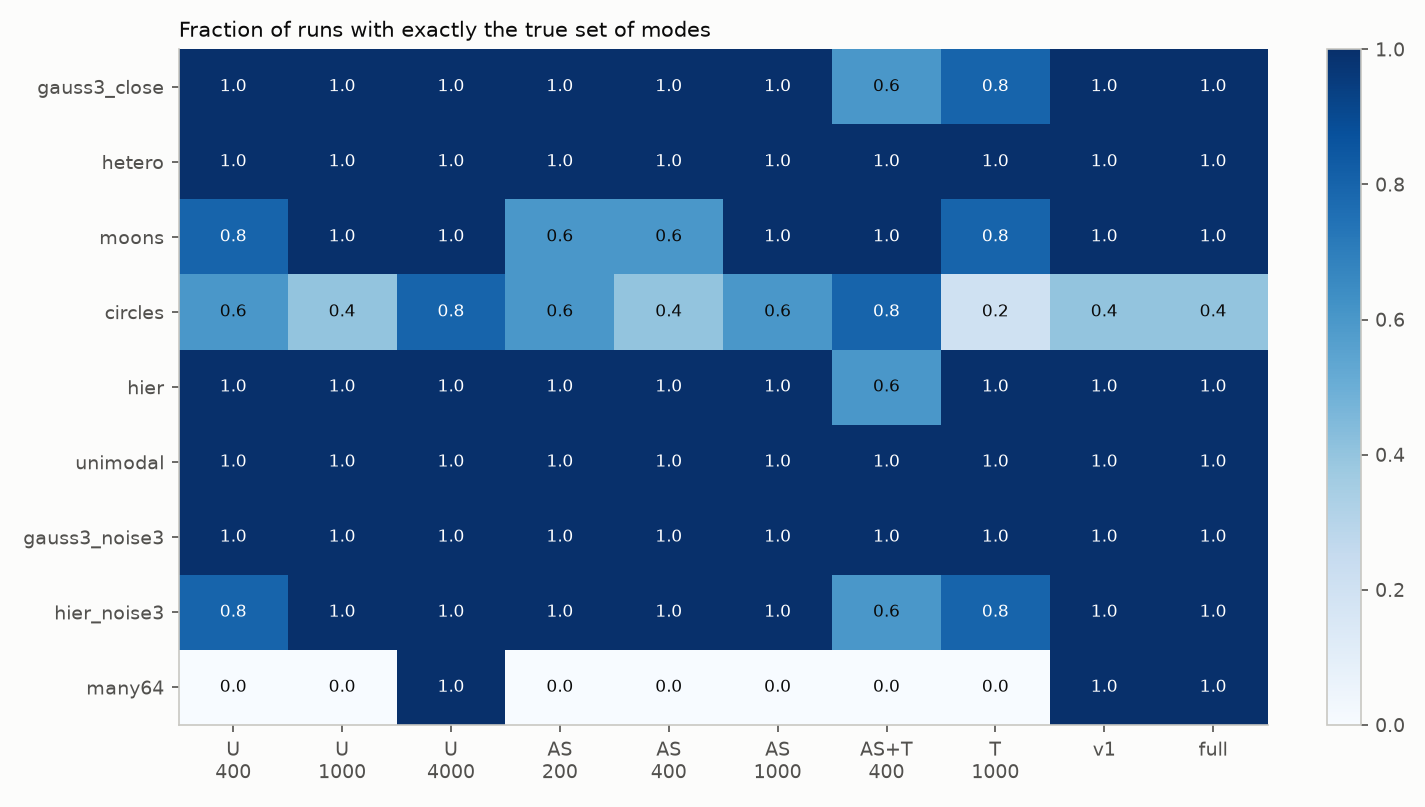 Fraction of runs with exactly the true set of modes
gauss3_close 1.0 1.0 1.0 1.0 1.0 1.0 0.6 0.8 1.0 1.0
hetero 1.0 1.0 1.0 1.0 1.0 1.0 1.0 1.0 1.0 1.0
moons 0.8 1.0 1.0 0.6 0.6 1.0 1.0 0.8 1.0 1.0
circles 0.6 0.4 0.8 0.6 0.4 0.6 0.8 0.2 0.4 0.4
hier 1.0 1.0 1.0 1.0 1.0 1.0 0.6 1.0 1.0 1.0
unimodal 1.0 1.0 1.0 1.0 1.0 1.0 1.0 1.0 1.0 1.0
gauss3_noise3 1.0 1.0 1.0 1.0 1.0 1.0 1.0 1.0 1.0 1.0
hier_noise3 0.8 1.0 1.0 1.0 1.0 1.0 0.6 0.8 1.0 1.0
many64 0.0 0.0 1.0 0.0 0.0 0.0 0.0 0.0 1.0 1.0
U U U AS AS AS AS+T T v1 full
400 1000 4000 200 400 1000 400 1000
1.0
0.8
0.6
0.4
0.2
0.0